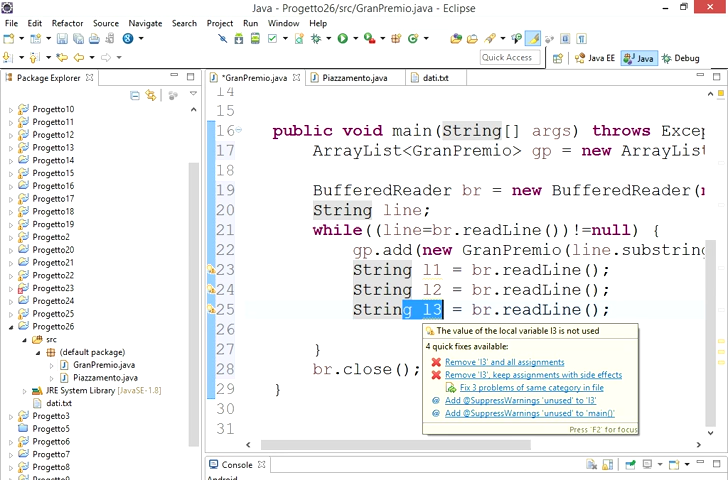 Java - Progetto26/src/GranPremio.java - Eclipse
File Edit Refactor Source Navigate Search Project Run Window Help
Quick Access
Java EE
Java
Debug
Package Explorer
*GranPremio.java
Piazzamento.java
dati.txt
Progetto10
Progetto11
Progetto12
Progetto13
Progetto14
Progetto15
Progetto16
Progetto17
Progetto18
Progetto19
Progetto2
Progetto20
Progetto21
Progetto22
Progetto23
Progetto24
Progetto25
Progetto26
src
(default package)
GranPremio.java
Piazzamento.java
JRE System Library [JavaSE-1.8]
dati.txt
Progetto3
Progetto5
Progetto6
Progetto7
Progetto8
14
15
16 public void main(String[] args) throws Excep
17 ArrayList<GranPremio> gp = new ArrayList
18
19 BufferedReader br = new BufferedReader(n
20 String line;
21 while((line=br.readLine())!=null) {
22 gp.add(new GranPremio(line.substring
23 String l1 = br.readLine();
24 String l2 = br.readLine();
25 String l3 = br.readLine();
26
27 }
28 br.close();
29 }
30
31
The value of the local variable l3 is not used
4 quick fixes available:
Remove 'l3' and all assignments
Remove 'l3', keep assignments with side effects
Fix 3 problems of same category in file
Add @SuppressWarnings 'unused' to 'l3'
Add @SuppressWarnings 'unused' to 'main()'
Press 'F2' for focus
Console